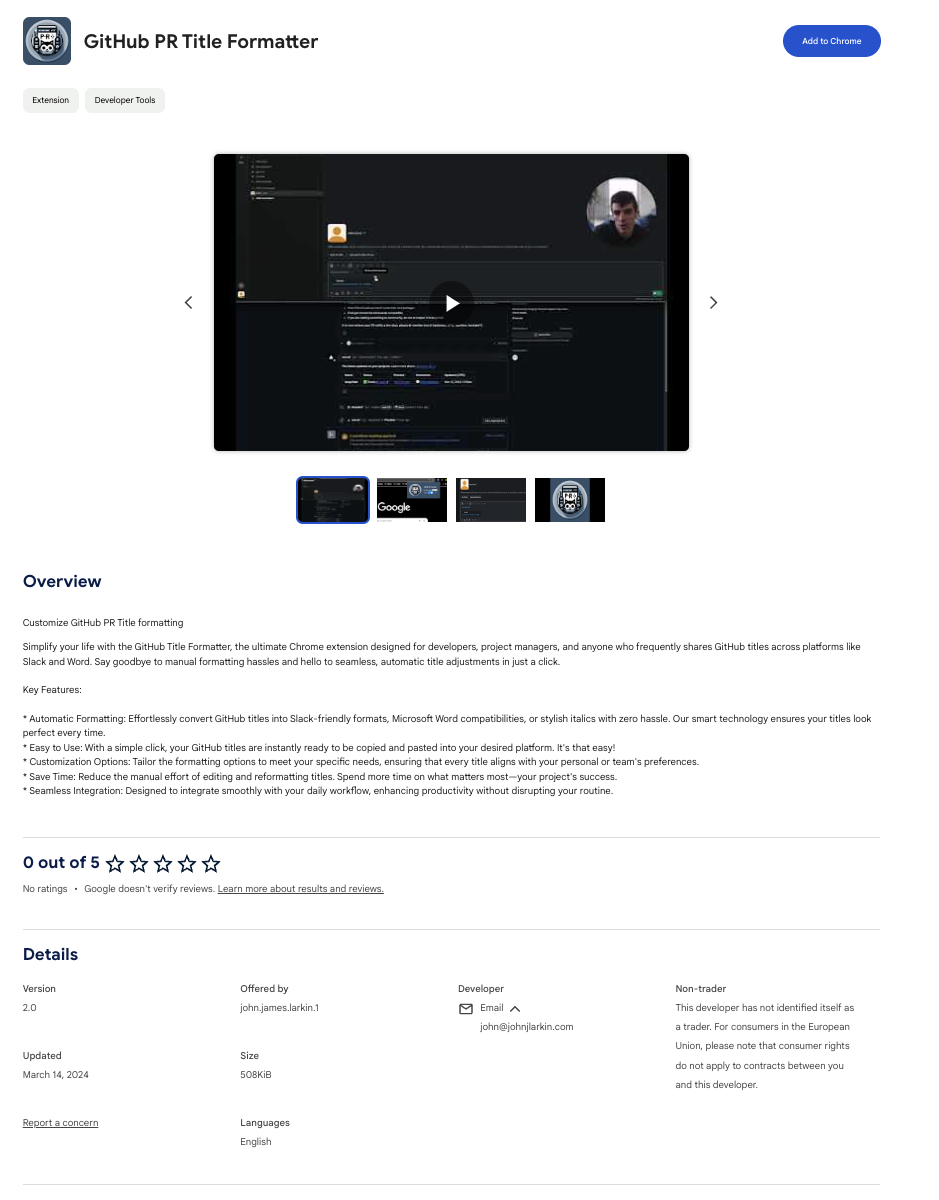 GitHub PR Title Formatter
Add to Chrome
Extension
Developer Tools
Google
Overview
Customize GitHub PR Title formatting
Simplify your life with the GitHub Title Formatter, the ultimate Chrome extension designed for developers, project managers, and anyone who frequently shares GitHub titles across platforms like
Slack and Word. Say goodbye to manual formatting hassles and hello to seamless, automatic title adjustments in just a click.
Key Features:
* Automatic Formatting: Effortlessly convert GitHub titles into Slack-friendly formats, Microsoft Word compatibilities, or stylish italics with zero hassle. Our smart technology ensures your titles look
perfect every time.
* Easy to Use: With a simple click, your GitHub titles are instantly ready to be copied and pasted into your desired platform. It's that easy!
* Customization Options: Tailor the formatting options to meet your specific needs, ensuring that every title aligns with your personal or team's preferences.
* Save Time: Reduce the manual effort of editing and reformatting titles. Spend more time on what matters most—your project's success.
* Seamless Integration: Designed to integrate smoothly with your daily workflow, enhancing productivity without disrupting your routine.
0 out of 5
No ratings • Google doesn't verify reviews. Learn more about results and reviews.
Details
Version
2.0
Offered by
john.james.larkin.1
Developer
Email
john@johnjlarkin.com
Non-trader
This developer has not identified itself as
a trader. For consumers in the European
Union, please note that consumer rights
do not apply to contracts between you
and this developer.
Updated
March 14, 2024
Size
508KiB
Report a concern
Languages
English